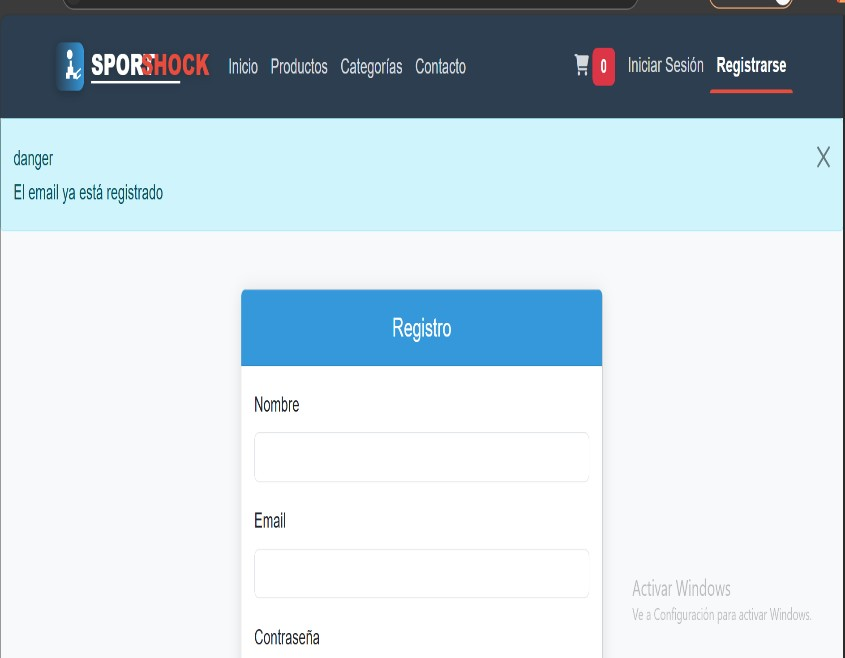 SPORSHOCK Inicio Productos Categorías Contacto 0 Iniciar Sesión Registrarse
danger
X
El email ya está registrado
Registro
Nombre
Email
Contraseña
Activar Windows
Ve a Configuración para activar Windows.